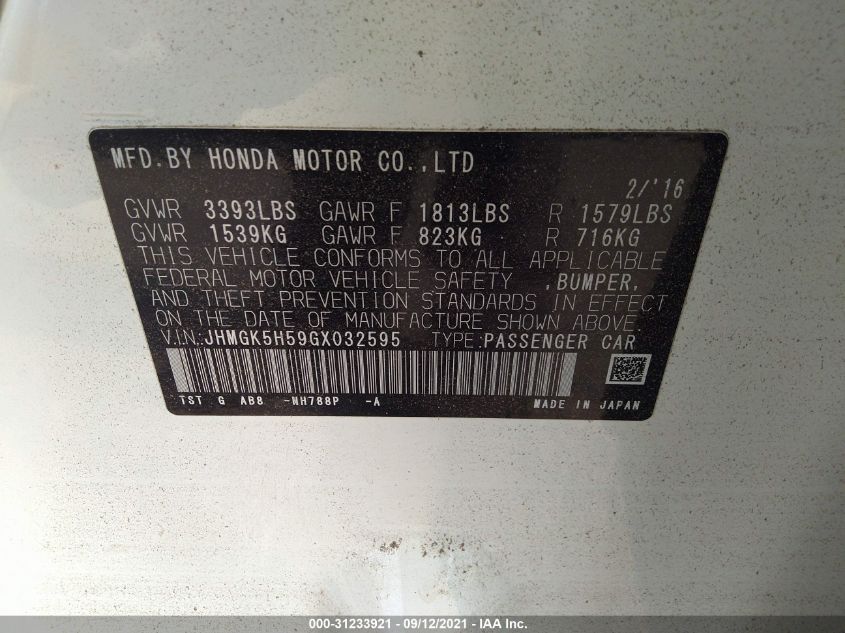 MFD.BY HONDA MOTOR CO.,LTD
2/'16
GVWR 3393LBS GAWR F 1813LBS R 1579LBS
GVWR 1539KG GAWR F 823KG R 716KG
THIS VEHICLE CONFORMS TO ALL APPLICABLE
FEDERAL MOTOR VEHICLE SAFETY ,BUMPER,
AND THEFT PREVENTION STANDARDS IN EFFECT
ON THE DATE OF MANUFACTURE SHOWN ABOVE.
V.IN.:JHMGK5H59GX032595 TYPE:PASSENGER CAR
TST G AB8 -NH788P -A MADE IN JAPAN
000-31233921 - 09/12/2021 - IAA Inc.